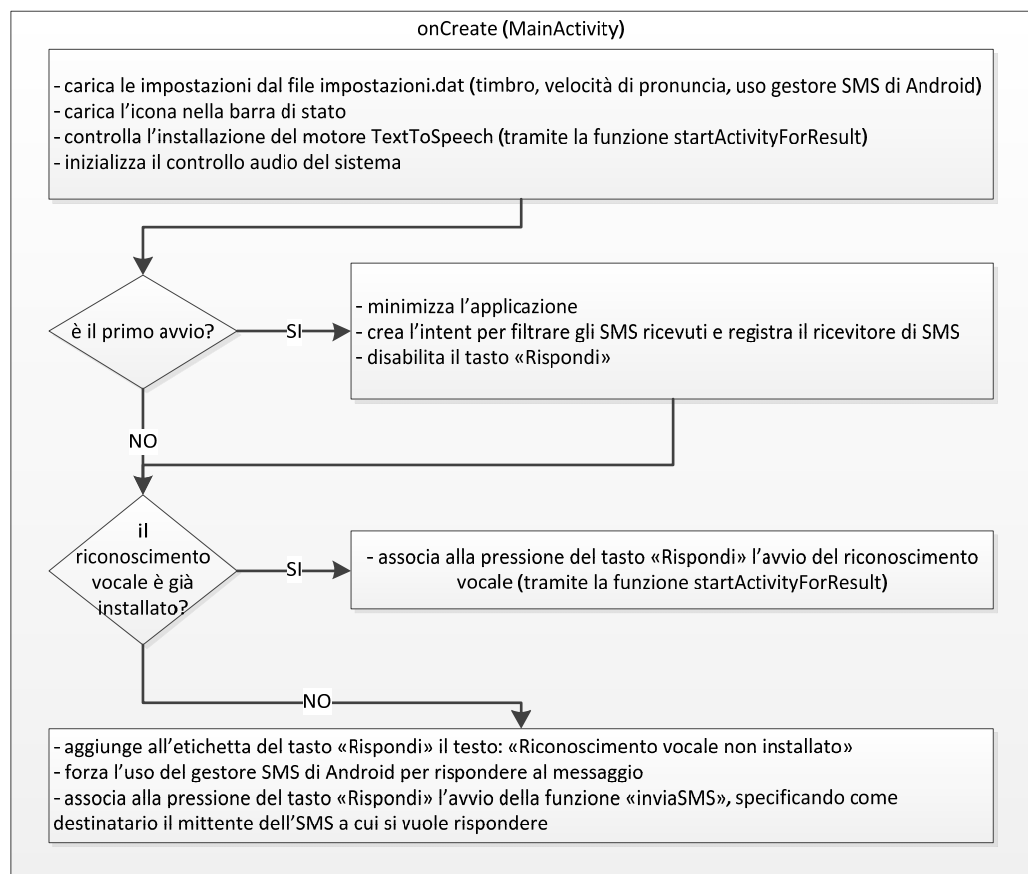 onCreate (MainActivity)
- carica le impostazioni dal file impostazioni.dat (timbro, velocità di pronuncia, uso gestore SMS di Android)
- carica l'icona nella barra di stato
- controlla l'installazione del motore TextToSpeech (tramite la funzione startActivityForResult)
- inizializza il controllo audio del sistema
è il primo avvio?
SI
- minimizza l'applicazione
- crea l'intent per filtrare gli SMS ricevuti e registra il ricevitore di SMS
- disabilita il tasto «Rispondi»
NO
il
riconoscimento
vocale è già
installato?
SI
- associa alla pressione del tasto «Rispondi» l'avvio del riconoscimento
vocale (tramite la funzione startActivityForResult)
NO
- aggiunge all'etichetta del tasto «Rispondi» il testo: «Riconoscimento vocale non installato»
- forza l'uso del gestore SMS di Android per rispondere al messaggio
- associa alla pressione del tasto «Rispondi» l'avvio della funzione «inviaSMS», specificando come
destinatario il mittente dell'SMS a cui si vuole rispondere